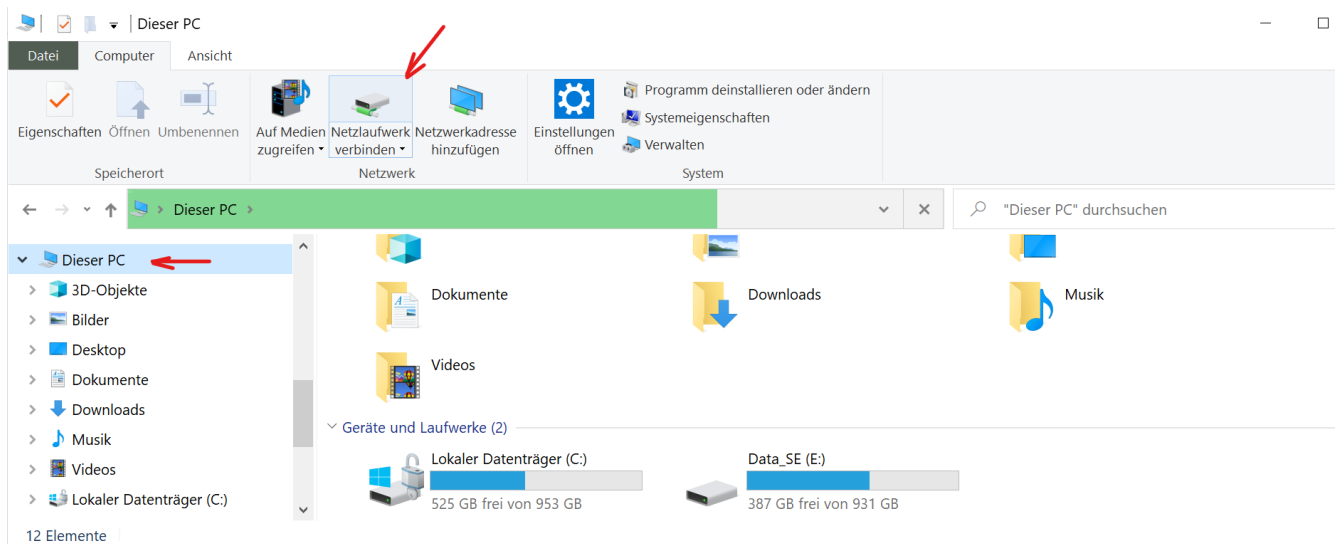 Dieser PC
Datei Computer Ansicht
Eigenschaften Öffnen Umbenennen Auf Medien zugreifen Netzlaufwerk verbinden Netzwerkadresse hinzufügen Einstellungen öffnen
Programm deinstallieren oder ändern
Systemeigenschaften
Verwalten
Speicherort Netzwerk System
Dieser PC "Dieser PC" durchsuchen
Dieser PC
3D-Objekte
Bilder
Desktop
Dokumente
Downloads
Musik
Videos
Lokaler Datenträger (C:)
Dokumente Downloads Musik
Videos
Geräte und Laufwerke (2)
Lokaler Datenträger (C:) Data_SE (E:)
525 GB frei von 953 GB 387 GB frei von 931 GB
12 Elemente